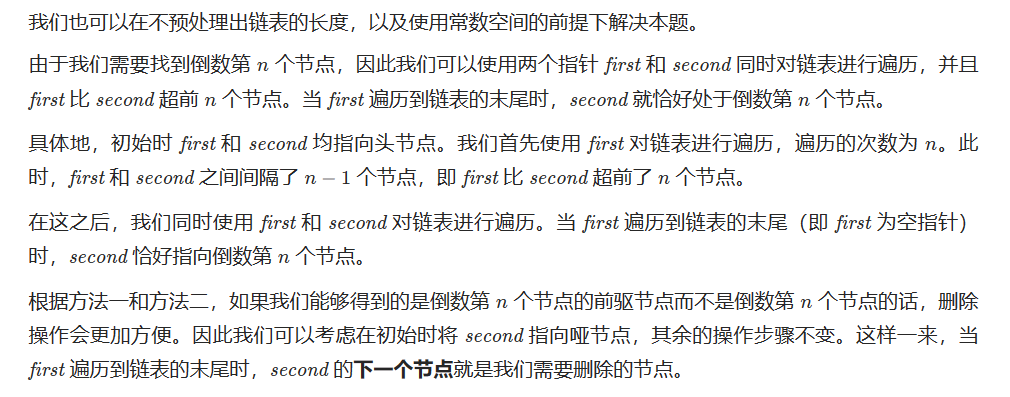 我们也可以在不预处理出链表的长度，以及使用常数空间的前提下解决本题。
由于我们需要找到倒数第 n 个节点，因此我们可以使用两个指针 first 和 second 同时对链表进行遍历，并且
first 比 second 超前 n 个节点。当 first 遍历到链表的末尾时，second 就恰好处于倒数第 n 个节点。
具体地，初始时 first 和 second 均指向头节点。我们首先使用 first 对链表进行遍历，遍历的次数为 n。此
时，first 和 second 之间间隔了 n − 1 个节点，即 first 比 second 超前了 n 个节点。
在这之后，我们同时使用 first 和 second 对链表进行遍历。当 first 遍历到链表的末尾（即 first 为空指针）
时，second 恰好指向倒数第 n 个节点。
根据方法一和方法二，如果我们能够得到的是倒数第 n 个节点的前驱节点而不是倒数第 n 个节点的话，删除
操作会更加方便。因此我们可以考虑在初始时将 second 指向哑节点，其余的操作步骤不变。这样一来，当
first 遍历到链表的末尾时，second 的下一个节点就是我们需要删除的节点。